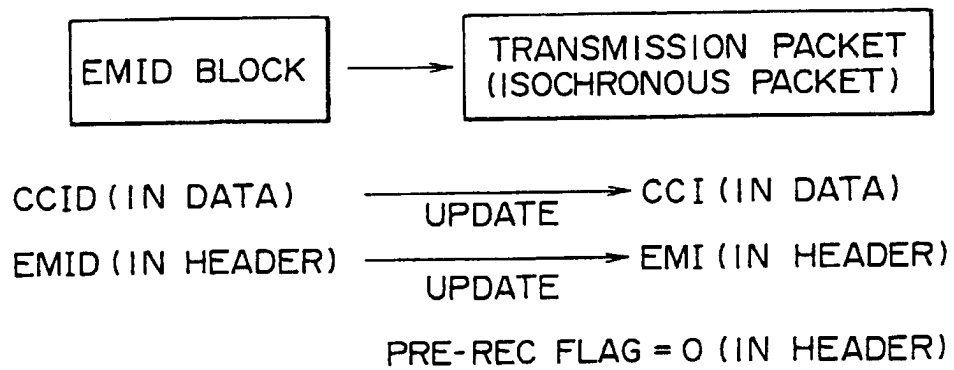 EMID BLOCK
TRANSMISSION PACKET
(ISOCHRONOUS PACKET)
CCID (IN DATA)
UPDATE
CCI (IN DATA)
EMID (IN HEADER)
UPDATE
EMI (IN HEADER)
PRE-REC FLAG = 0 (IN HEADER)